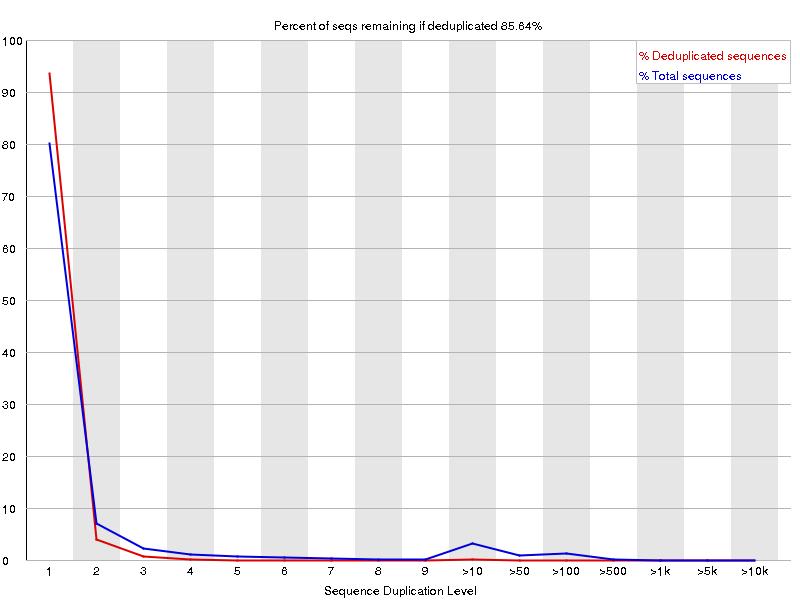 Percent of seqs remaining if deduplicated 85.64%
% Deduplicated sequences
% Total sequences
100
90
80
70
60
50
40
30
20
10
0
1 2 3 4 5 6 7 8 9 >10 >50 >100 >500 >1k >5k >10k
Sequence Duplication Level